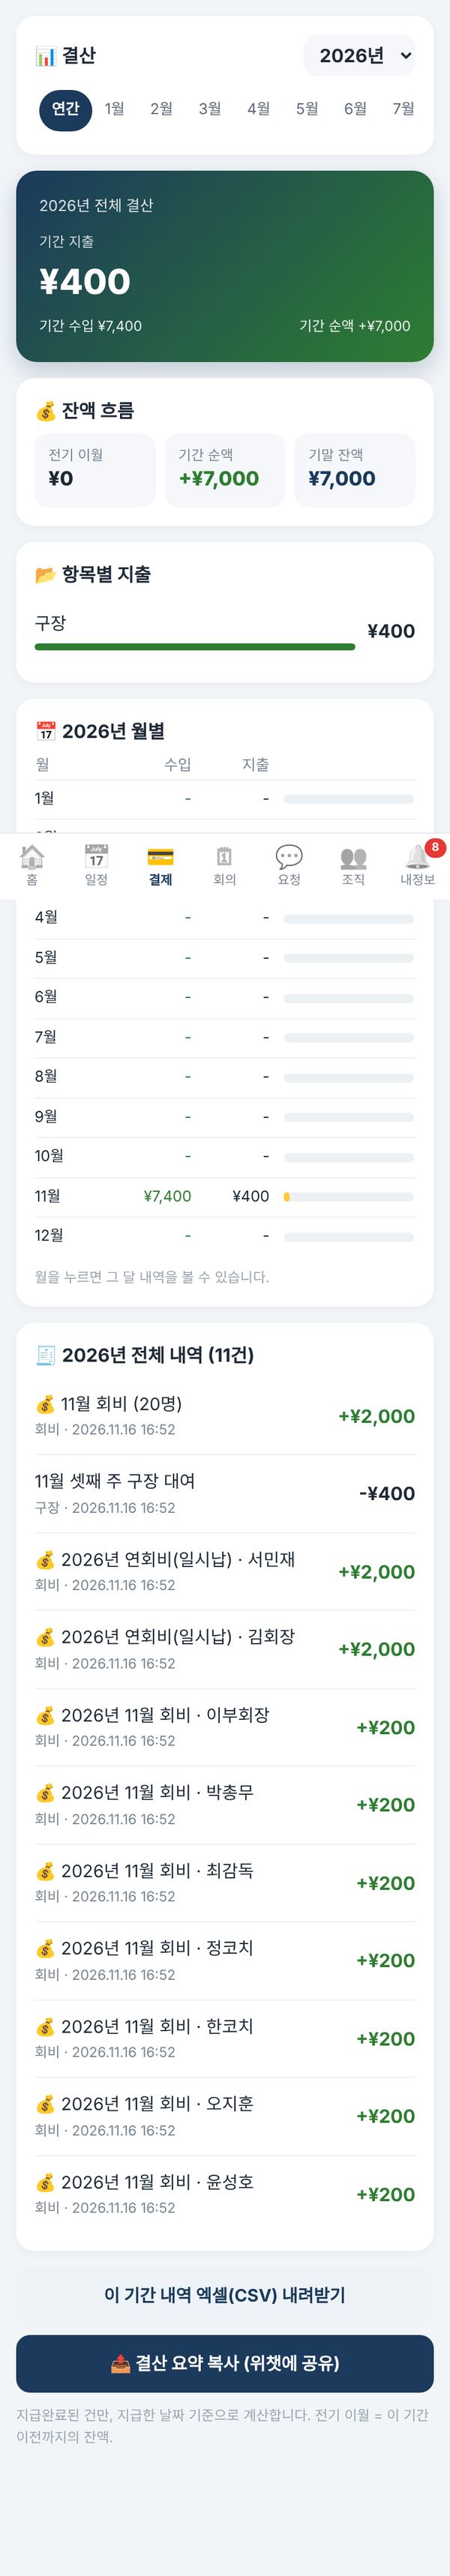 📊 결산
2026년
연간 1월 2월 3월 4월 5월 6월 7월
2026년 전체 결산
기간 지출
¥400
기간 수입 ¥7,400 기간 순액 +¥7,000
💰 잔액 흐름
전기 이월 기간 순액 기말 잔액
¥0 +¥7,000 ¥7,000
📂 항목별 지출
구장
¥400
📅 2026년 월별
월 수입 지출
1월 - -
8
홈 일정 결제 회의 요청 조직 내정보
4월 - -
5월 - -
6월 - -
7월 - -
8월 - -
9월 - -
10월 - -
11월 ¥7,400 ¥400
12월 - -
월을 누르면 그 달 내역을 볼 수 있습니다.
🧾 2026년 전체 내역 (11건)
💰 11월 회비 (20명)
회비 · 2026.11.16 16:52
+¥2,000
11월 셋째 주 구장 대여
구장 · 2026.11.16 16:52
-¥400
💰 2026년 연회비(일시납) · 서민재
회비 · 2026.11.16 16:52
+¥2,000
💰 2026년 연회비(일시납) · 김회장
회비 · 2026.11.16 16:52
+¥2,000
💰 2026년 11월 회비 · 이부회장
회비 · 2026.11.16 16:52
+¥200
💰 2026년 11월 회비 · 박총무
회비 · 2026.11.16 16:52
+¥200
💰 2026년 11월 회비 · 최감독
회비 · 2026.11.16 16:52
+¥200
💰 2026년 11월 회비 · 정코치
회비 · 2026.11.16 16:52
+¥200
💰 2026년 11월 회비 · 한코치
회비 · 2026.11.16 16:52
+¥200
💰 2026년 11월 회비 · 오지훈
회비 · 2026.11.16 16:52
+¥200
💰 2026년 11월 회비 · 윤성호
회비 · 2026.11.16 16:52
+¥200
이 기간 내역 엑셀(CSV) 내려받기
📤 결산 요약 복사 (위챗에 공유)
지급완료된 건만, 지급한 날짜 기준으로 계산합니다. 전기 이월 = 이 기간
이전까지의 잔액.